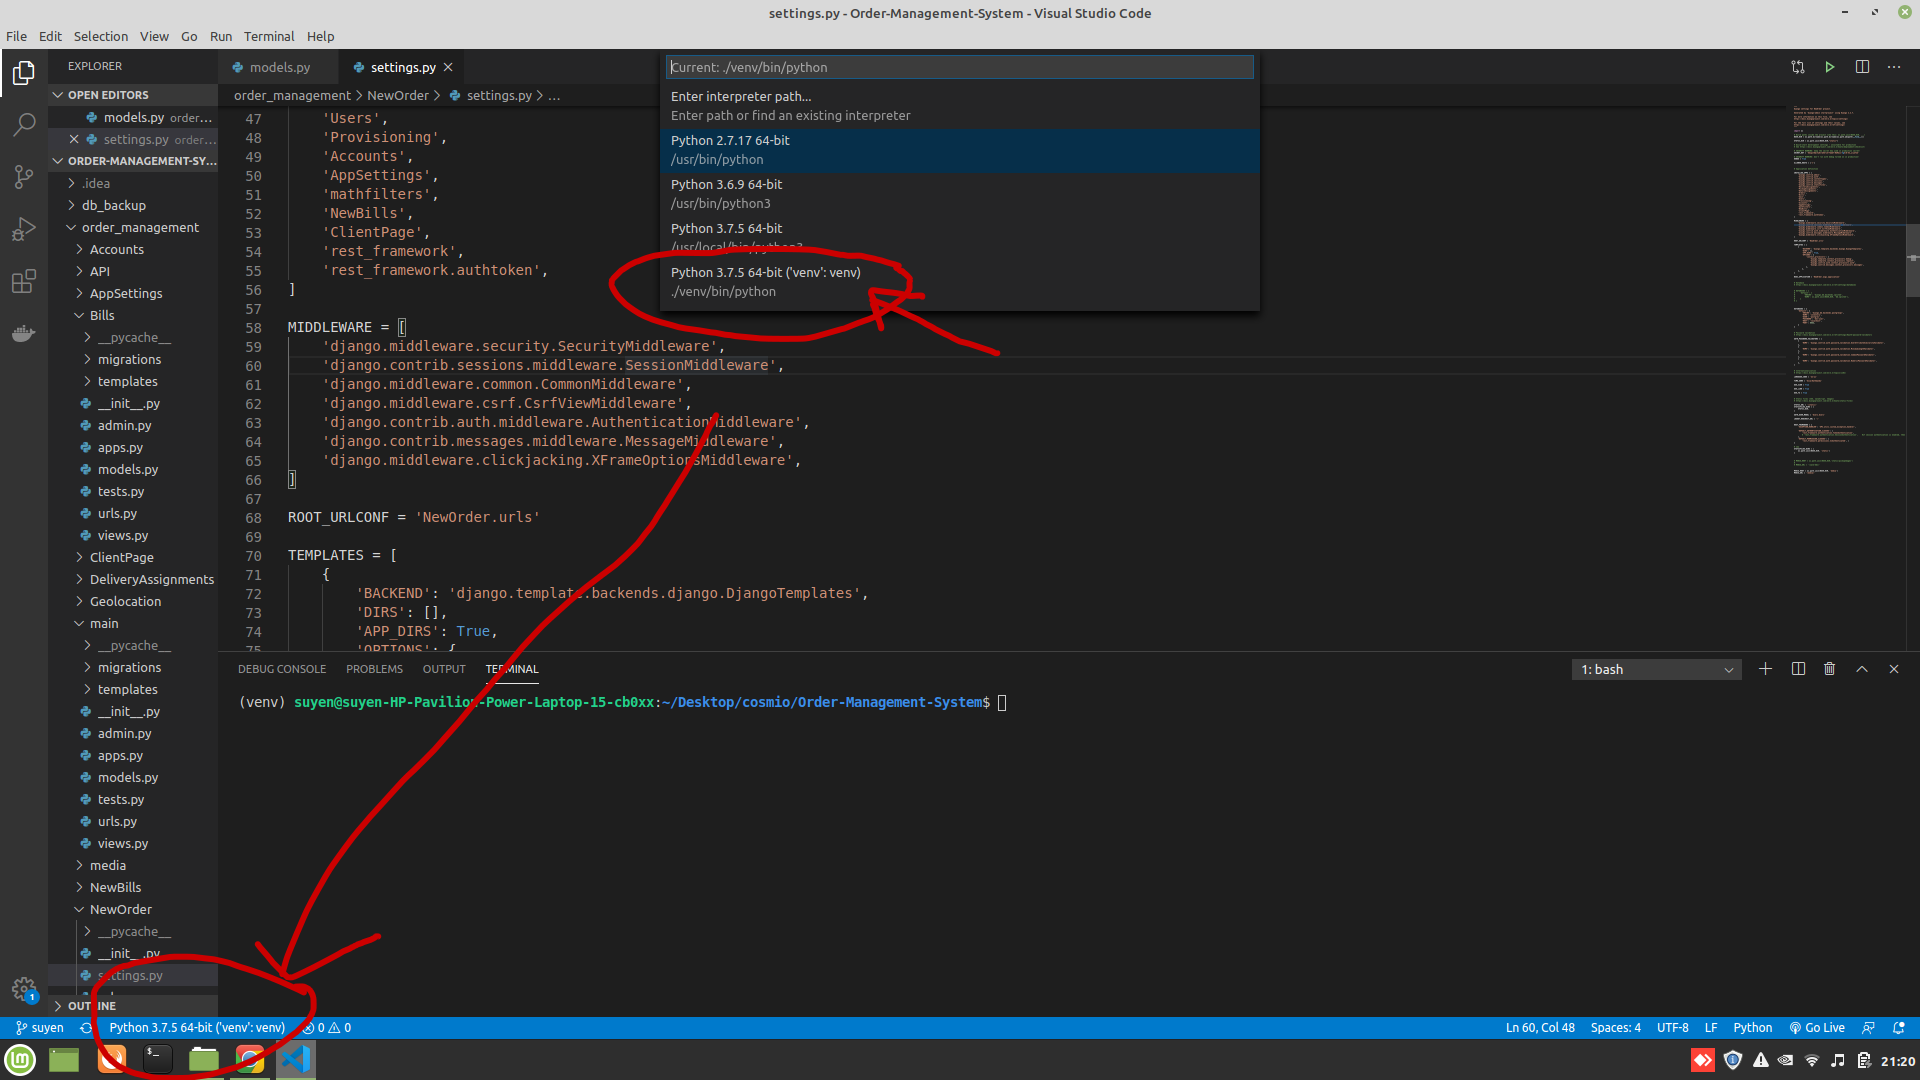 settings.py - Order-Management-System - Visual Studio Code
File Edit Selection View Go Run Terminal Help
EXPLORER
OPEN EDITORS
models.py order...
settings.py order...
ORDER-MANAGEMENT-SY...
.idea
db_backup
order_management
Accounts
API
AppSettings
Bills
__pycache__
migrations
templates
__init__.py
admin.py
apps.py
models.py
tests.py
urls.py
views.py
ClientPage
DeliveryAssignments
Geolocation
main
__pycache__
migrations
templates
__init__.py
admin.py
apps.py
models.py
tests.py
urls.py
views.py
media
NewBills
NewOrder
__pycache__
__init__.py
settings.py
OUTLINE
models.py settings.py
order_management > NewOrder > settings.py > ...
Current: ./venv/bin/python
Enter interpreter path...
Enter path or find an existing interpreter
Python 2.7.17 64-bit
/usr/bin/python
Python 3.6.9 64-bit
/usr/bin/python3
Python 3.7.5 64-bit
/usr/local/bin/python3
Python 3.7.5 64-bit ('venv': venv)
./venv/bin/python
47 'Users',
48 'Provisioning',
49 'Accounts',
50 'AppSettings',
51 'mathfilters',
52 'NewBills',
53 'ClientPage',
54 'rest_framework',
55 'rest_framework.authtoken',
56 ]
57
58 MIDDLEWARE = [
59 'django.middleware.security.SecurityMiddleware',
60 'django.contrib.sessions.middleware.SessionMiddleware',
61 'django.middleware.common.CommonMiddleware',
62 'django.middleware.csrf.CsrfViewMiddleware',
63 'django.contrib.auth.middleware.AuthenticationMiddleware',
64 'django.contrib.messages.middleware.MessageMiddleware',
65 'django.middleware.clickjacking.XFrameOptionsMiddleware',
66 ]
67
68 ROOT_URLCONF = 'NewOrder.urls'
69
70 TEMPLATES = [
71 {
72 'BACKEND': 'django.template.backends.django.DjangoTemplates',
73 'DIRS': [],
74 'APP_DIRS': True,
75 'OPTIONS': {
DEBUG CONSOLE PROBLEMS OUTPUT TERMINAL
1: bash
(venv) suyen@suyen-HP-Pavilion-Power-Laptop-15-cb0xx:~/Desktop/cosmio/Order-Management-System$
1
suyen Python 3.7.5 64-bit ('venv': venv) 0 0
Ln 60, Col 48 Spaces: 4 UTF-8 LF Python Go Live
21:20